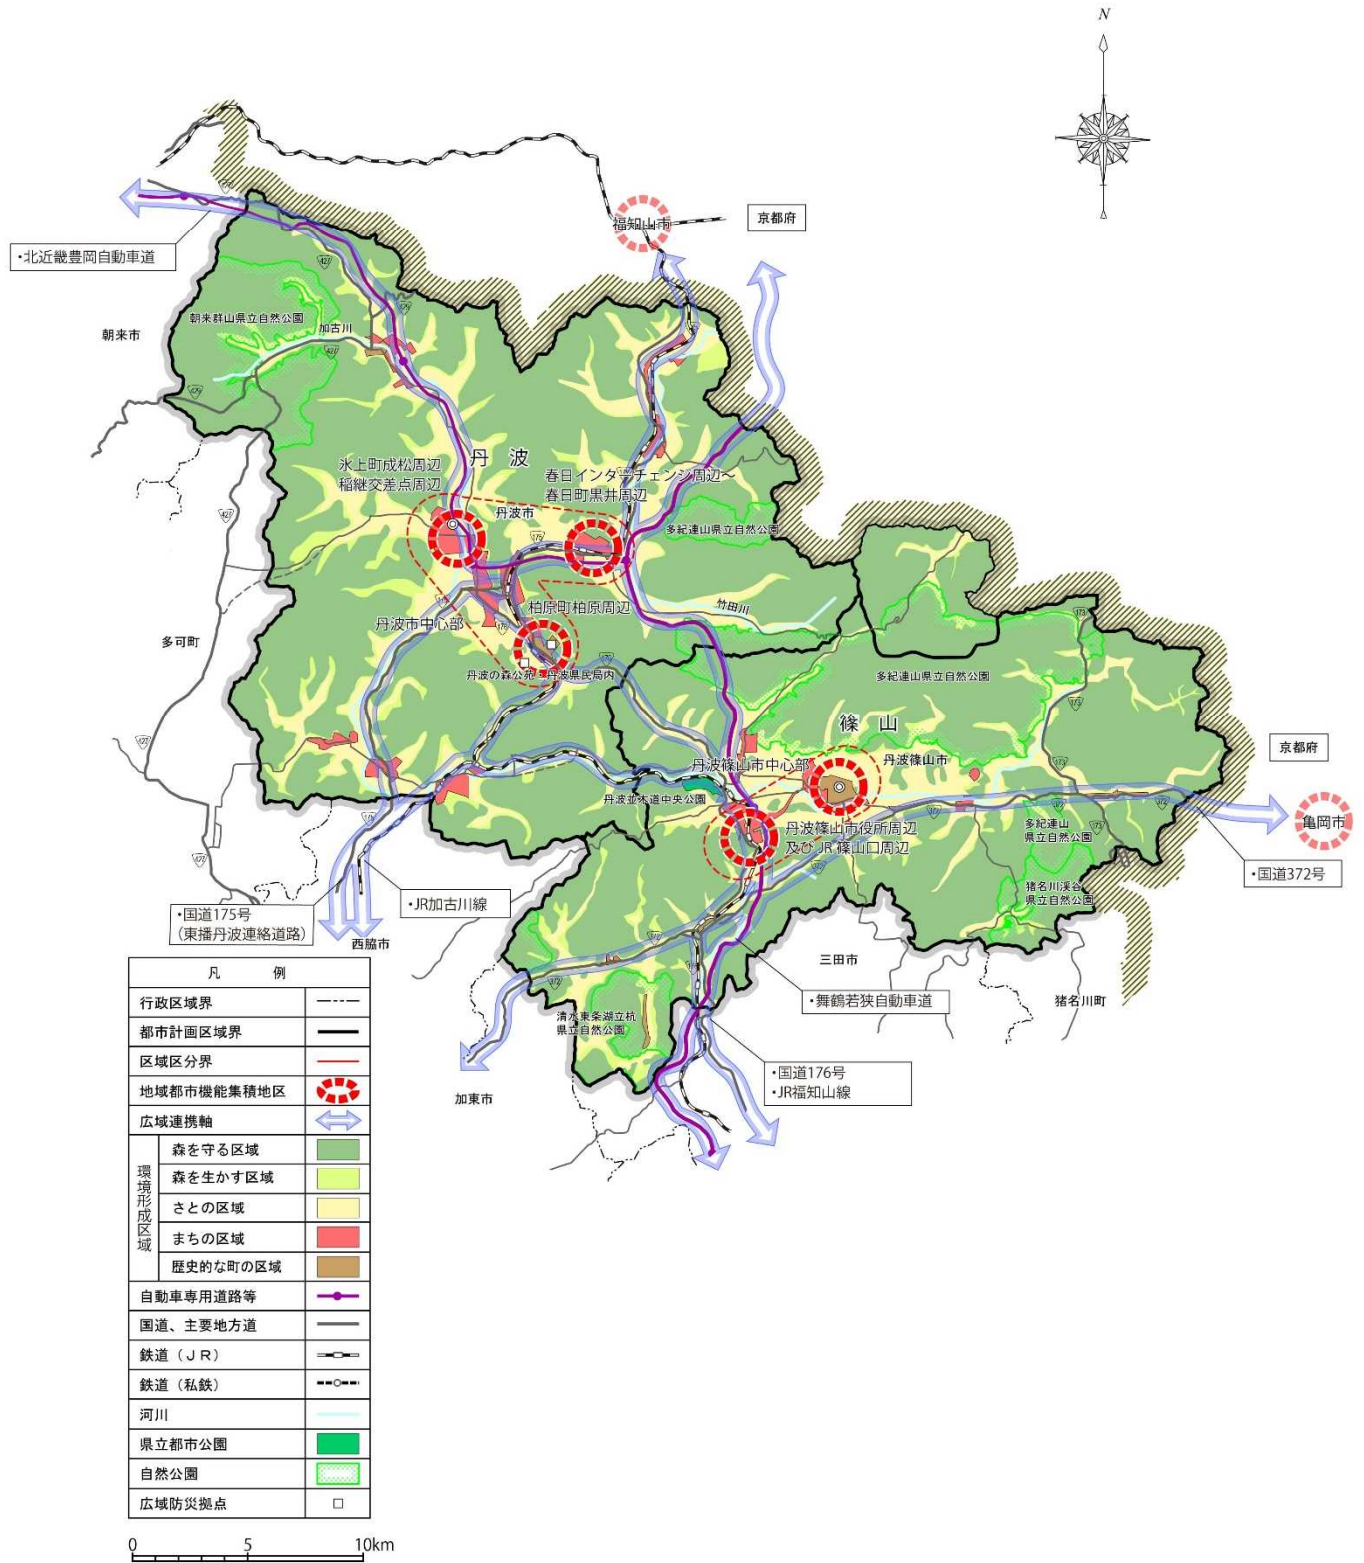 N
福知山市
京都府
・北近畿豊岡自動車道
427
429
朝来群山県立自然公園
加古川
朝来市
427
429
氷上町成松周辺
稲継交差点周辺
丹 波
春日インターチェンジ周辺〜
春日町黒井周辺
丹波市
多紀連山県立自然公園
427
175
竹田川
柏原町柏原周辺
丹波市中心部
176
173
多可町
丹波の森公苑
丹波県民局内
多紀連山県立自然公園
173
篠 山
丹波篠山市
丹波篠山市中心部
京都府
427
173
丹波並木道中央公園
372
亀岡市
丹波篠山市役所周辺
及びJR篠山口周辺
多紀連山
県立自然公園
173
427
・国道372号
猪名川渓谷
県立自然公園
・JR加古川線
・国道175号
(東播丹波連絡道路)
西脇市
三田市
372
・舞鶴若狭自動車道
猪名川町
清水東条湖立杭
県立自然公園
・国道176号
・JR福知山線
加東市
凡 例
行政区域界
都市計画区域界
区域区分界
地域都市機能集積地区
広域連携軸
環境形成区域
森を守る区域
森を生かす区域
さとの区域
まちの区域
歴史的な町の区域
自動車専用道路等
国道、主要地方道
鉄道(JR)
鉄道(私鉄)
河川
県立都市公園
自然公園
広域防災拠点
0 5 10km